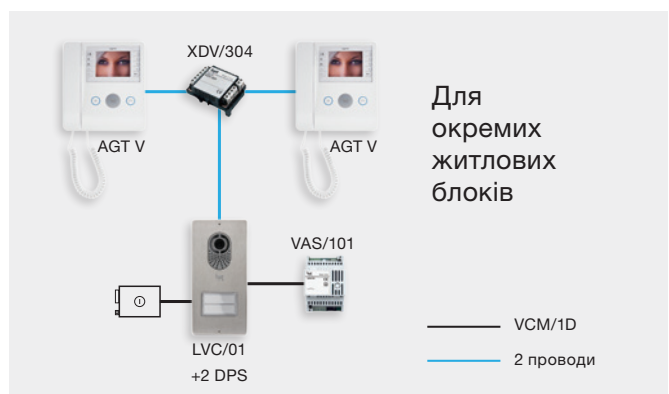 XDV/304
AGT V
AGT V
Для
окремих
житлових
блоків
VAS/101
LVC/01
+2 DPS
VCM/1D
2 проводи